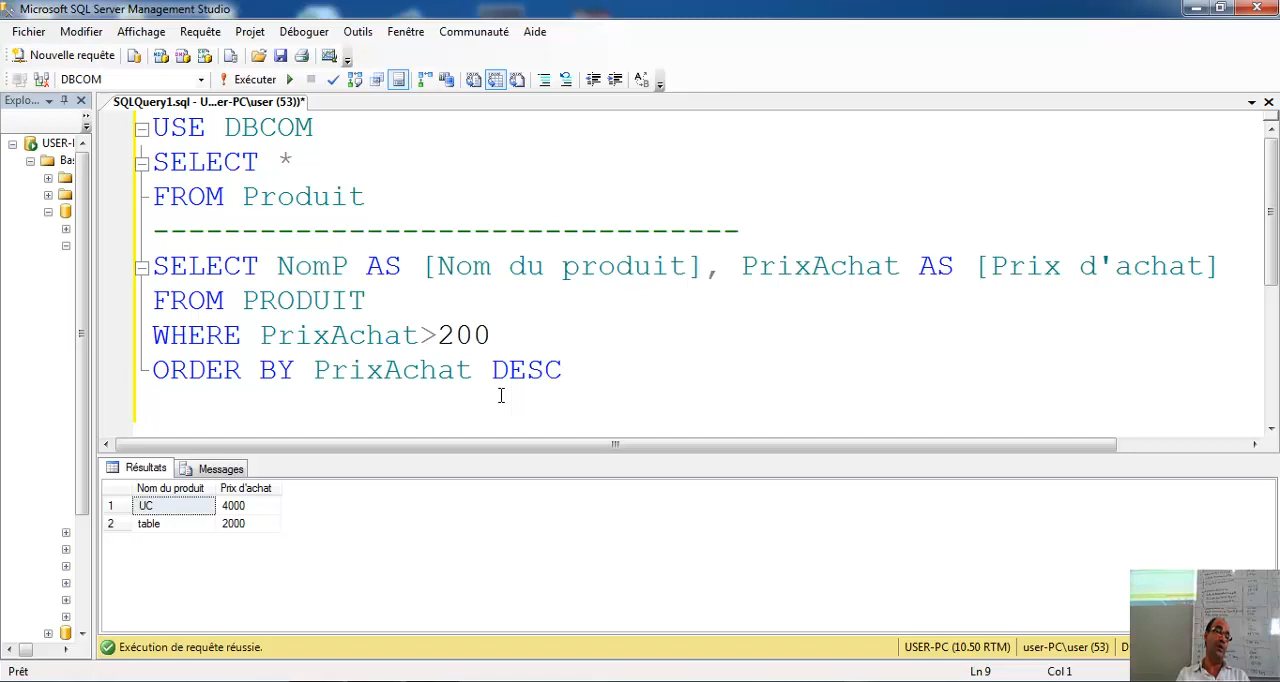 Microsoft SQL Server Management Studio
Fichier Modifier Affichage Requête Projet Déboguer Outils Fenêtre Communauté Aide
Nouvelle requête
DBCOM Exécuter
Explo... SQLQuery1.sql - U...er-PC\user (53))*
USER-
Bas
USE DBCOM
SELECT *
FROM Produit
---------------------------------
SELECT NomP AS [Nom du produit], PrixAchat AS [Prix d'achat]
FROM PRODUIT
WHERE PrixAchat>200
ORDER BY PrixAchat DESC
Résultats Messages
Nom du produit Prix d'achat
1 UC 4000
2 table 2000
Exécution de requête réussie. USER-PC (10.50 RTM) user-PC\user (53) D
Prêt Ln 9 Col 1